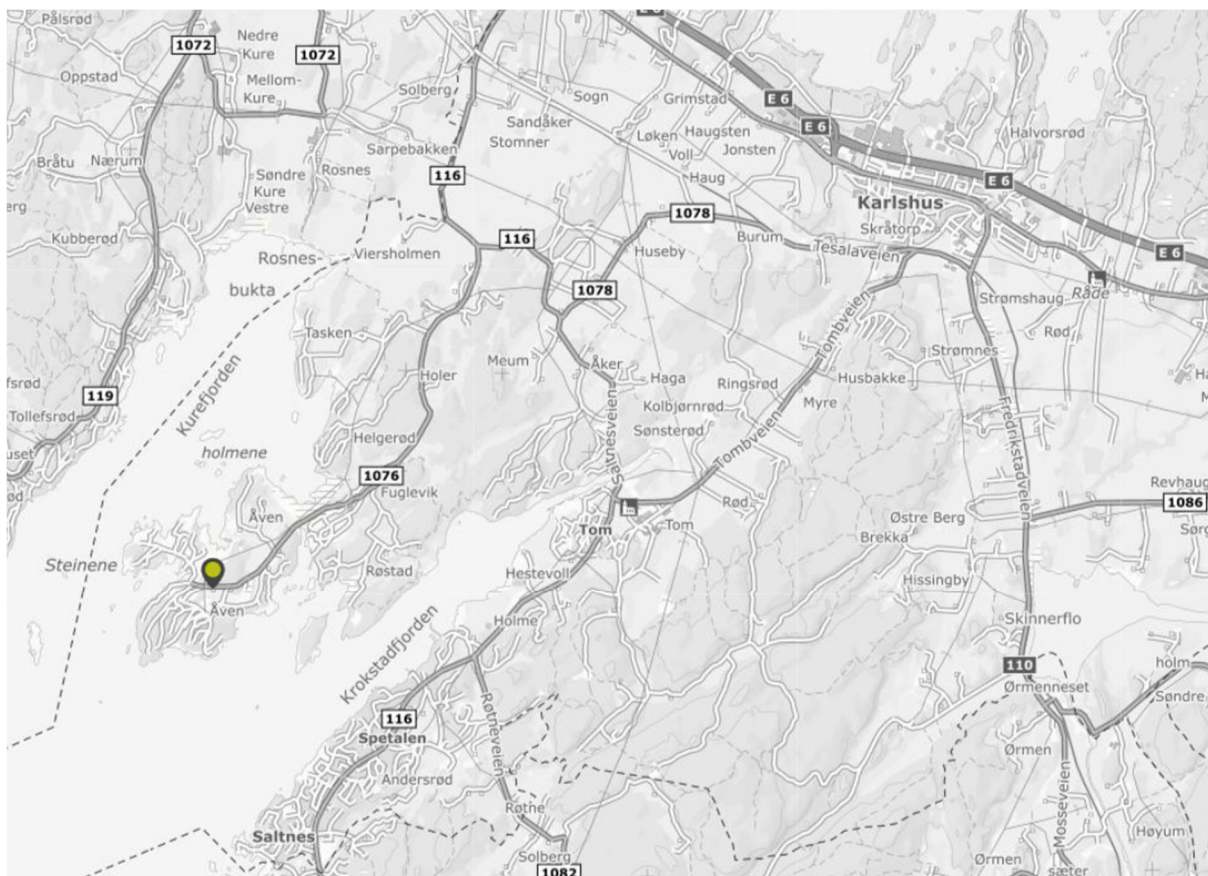 E 6
Pålsrød
Nedre
Kure
1072
1072
Oppstad
Mellom-
Kure
Solberg
Sogn
Grimstad
E 6
E 6
Sandåker
Stomner
Løken
Haugsten
Voll
Jonsten
Halvorsrød
Sarpebakken
Bråtu
Nærum
Rosnes
Søndre
Kure
Vestre
116
Haug
E 6
Karlshus
1078
Skråtorp
Kubberød
Viersholmen
116
Huseby
Burum
Tesalaveien
E 6
Rosnes-
bukta
1078
Råde
Strømshaug
Tasken
Tombveien
Rød
Meum
Åker
Strømnes
Holer
Haga
Ringsrød
Husbakke
119
Tollefsrød
Kurefjorden
Kolbjørnrød
Myre
Sønsterød
Helgerød
Tombveien
Fredrikstadveien
holmene
1076
Fuglevik
Rød
Revhaug
1086
Åven
Tom
Tom
Østre Berg
Brekka
Steinene
Røstad
Hestevoll
Hissingby
Åven
Holme
Skinnerflo
Krokstadfjorden
110
holm
Ørmenneset
Søndre
116
Spetalen
Røtneveien
Ørmen
Andersrød
Mosseveien
Røthe
Saltnes
Høyum
Solberg
Ørmen
1082
sæter